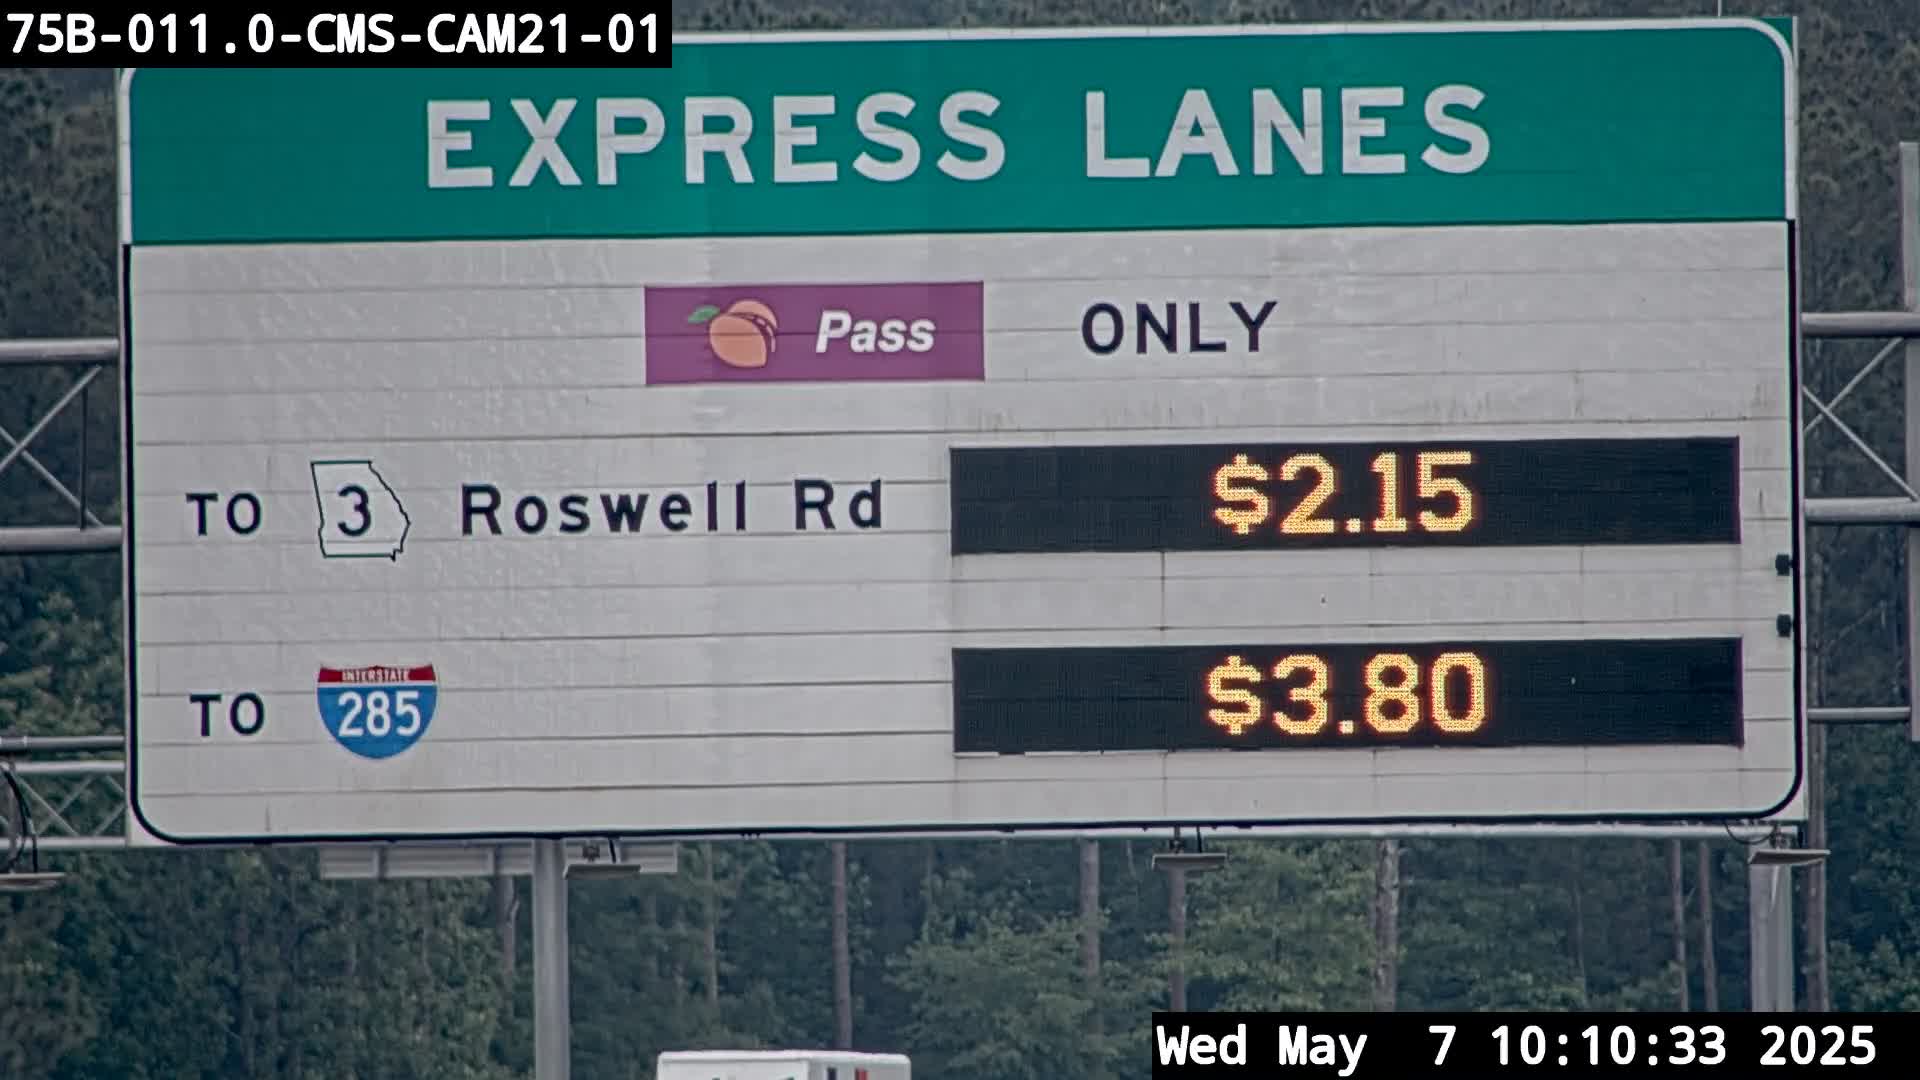 75B-011.0-CMS-CAM21-01
EXPRESS LANES
Pass ONLY
TO 3 Roswell Rd $2.15
INTERSTATE
TO 285 $3.80
Wed May 7 10:10:33 2025